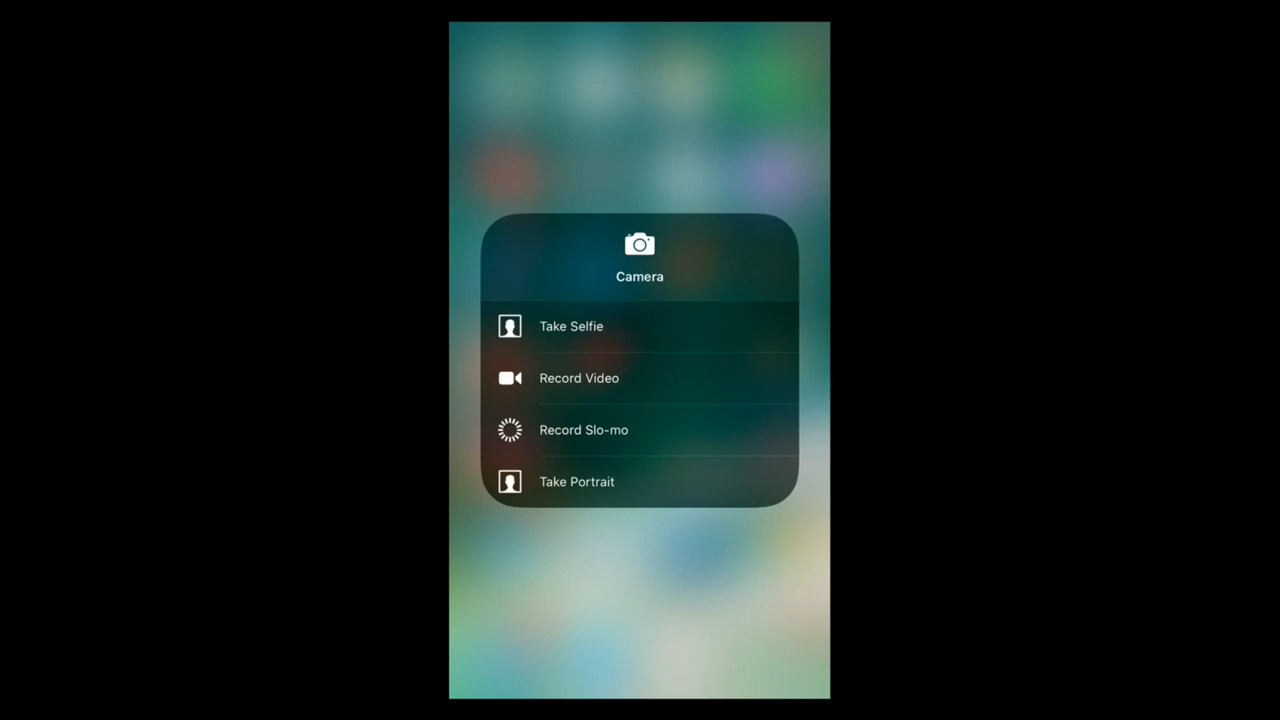 Camera
Take Selfie
Record Video
Record Slo-mo
Take Portrait